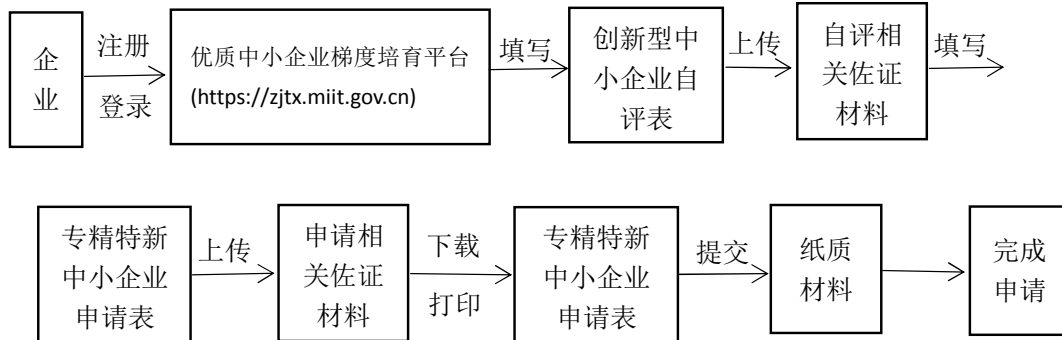 企
业
注册
登录
优质中小企业梯度培育平台
(https://zjtx.miit.gov.cn)
填写
创新型中
小企业自
评表
上传
自评相
关佐证
材料
填写
专精特新
中小企业
申请表
上传
申请相
关佐证
材料
下载
打印
专精特新
中小企业
申请表
提交
纸质
材料
完成
申请